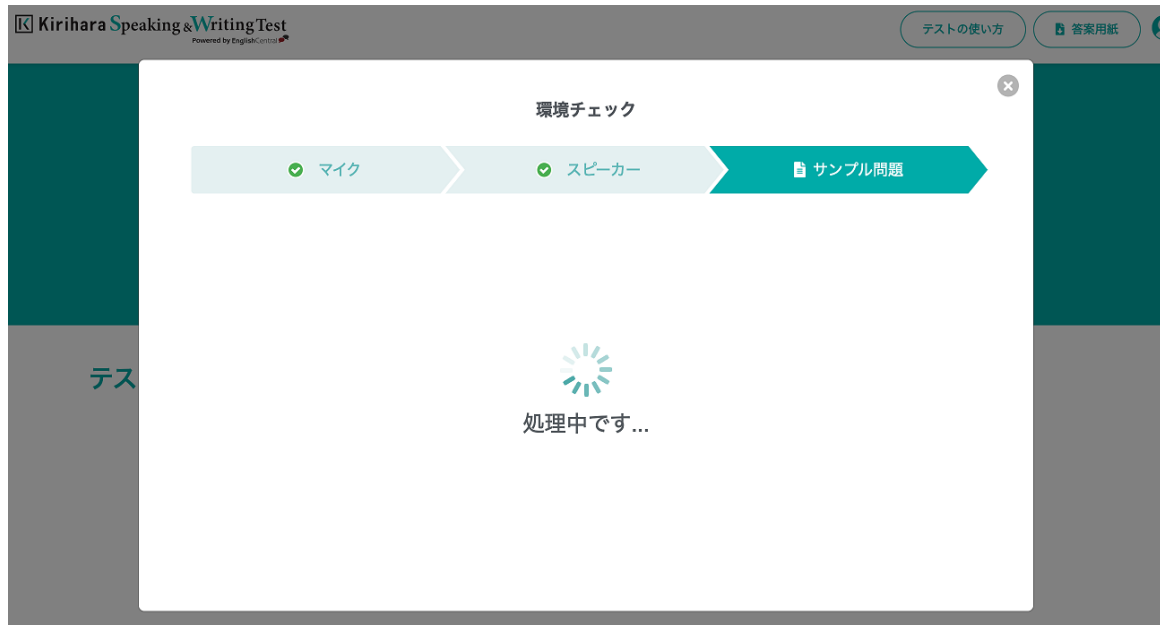 Kirihara Speaking & Writing Test
Powered by EnglishCentral
テストの使い方
答案用紙
環境チェック
マイク
スピーカー
サンプル問題
テス
処理中です...